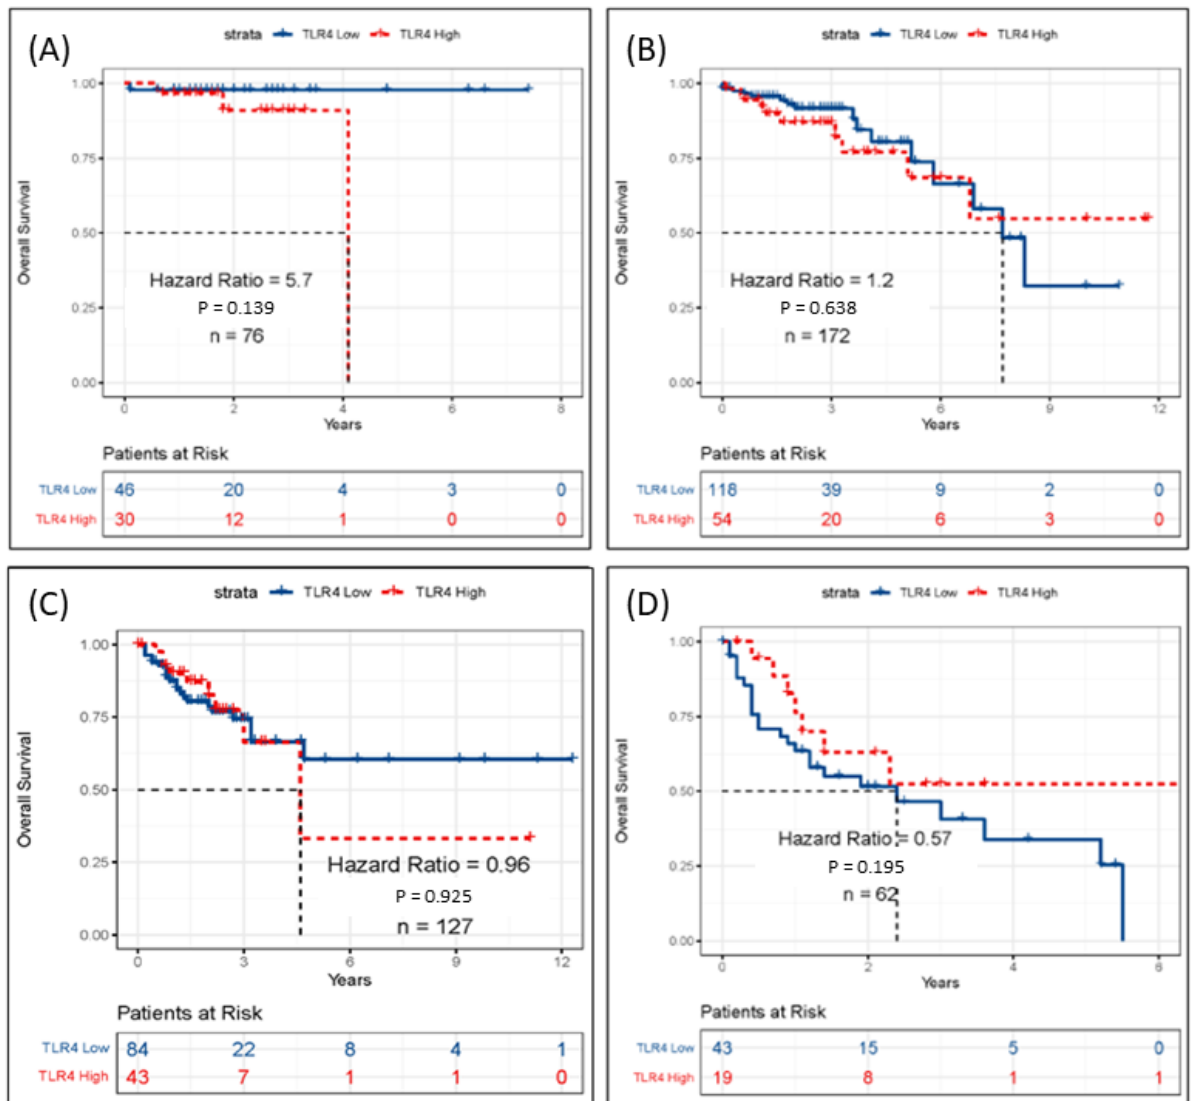 (A)
strata TLR4 Low TLR4 High
1.00
0.75
0.50
0.25
0.00
Overall Survival
Hazard Ratio = 5.7
P = 0.139
n = 76
0 2 4 6 8
Years
Patients at Risk
TLR4 Low 46 20 4 3 0
TLR4 High 30 12 1 0 0
(B)
strata TLR4 Low TLR4 High
1.00
0.75
0.50
0.25
0.00
Overall Survival
Hazard Ratio = 1.2
P = 0.638
n = 172
0 3 6 9 12
Years
Patients at Risk
TLR4 Low 118 39 9 2 0
TLR4 High 54 20 6 3 0
(C)
strata TLR4 Low TLR4 High
1.00
0.75
0.50
0.25
0.00
Overall Survival
Hazard Ratio = 0.96
P = 0.925
n = 127
0 3 6 9 12
Years
Patients at Risk
TLR4 Low 84 22 8 4 1
TLR4 High 43 7 1 1 0
(D)
strata TLR4 Low TLR4 High
1.00
0.75
0.50
0.25
0.00
Overall Survival
Hazard Ratio = 0.57
P = 0.195
n = 62
0 2 4 6
Years
Patients at Risk
TLR4 Low 43 15 5 0
TLR4 High 19 8 1 1